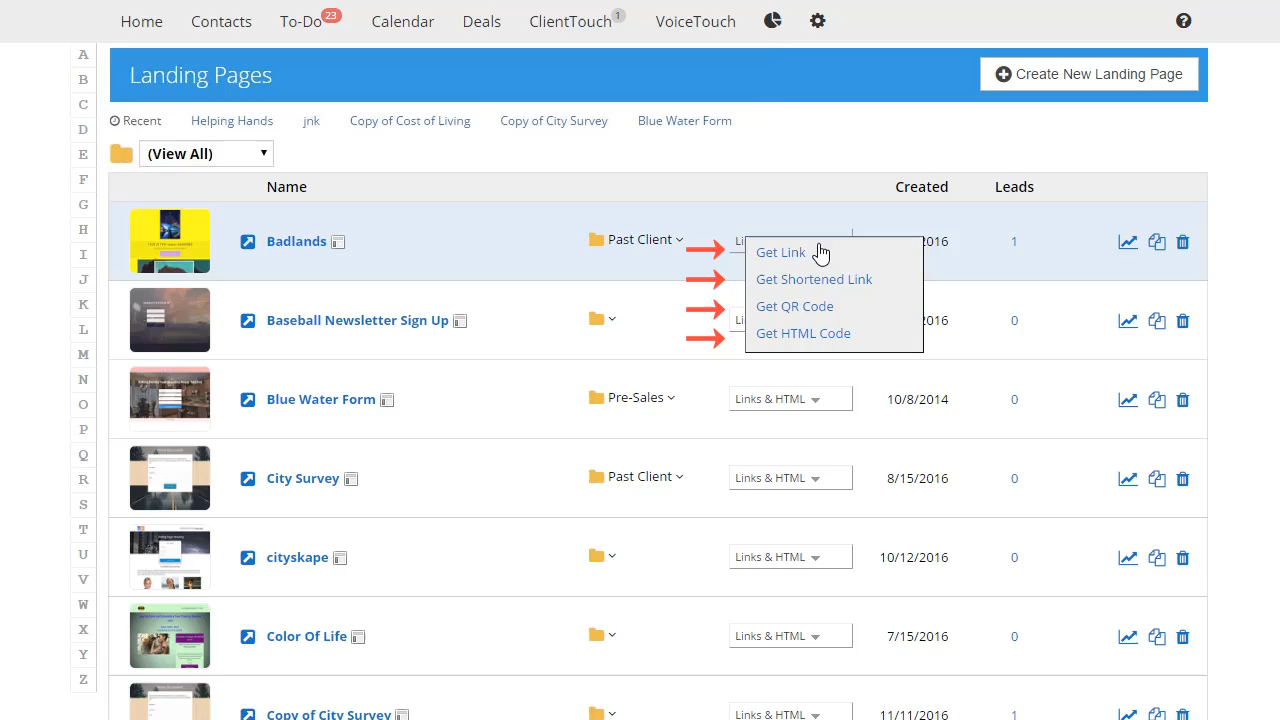 Home Contacts To-Do 23 Calendar Deals ClientTouch 1 VoiceTouch
Landing Pages
Create New Landing Page
Recent Helping Hands jnk Copy of Cost of Living Copy of City Survey Blue Water Form
(View All)
Name Created Leads
Badlands Past Client 2016 1
Get Link
Get Shortened Link
Get QR Code
Get HTML Code
Baseball Newsletter Sign Up 2016 0
Blue Water Form Pre-Sales Links & HTML 10/8/2014 0
City Survey Past Client Links & HTML 8/15/2016 0
cityskape Links & HTML 10/12/2016 0
Color Of Life Links & HTML 7/15/2016 0
Copy of City Survey Links & HTML 11/11/2016 1
A
B
C
D
E
F
G
H
I
J
K
L
M
N
O
P
Q
R
S
T
U
V
W
X
Y
Z